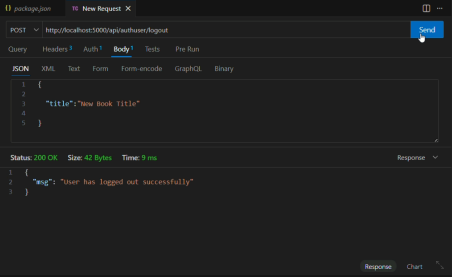 {} package.json TC New Request ×
POST http://localhost:5000/api/authuser/logout Send
Query Headers 3 Auth 1 Body 1 Tests Pre Run
JSON XML Text Form Form-encode GraphQL Binary
1 {
2
3 "title":"New Book Title"
4
5 }
Status: 200 OK Size: 42 Bytes Time: 9 ms Response
1 {
2 "msg": "User has logged out successfully"
3 }
Response Chart